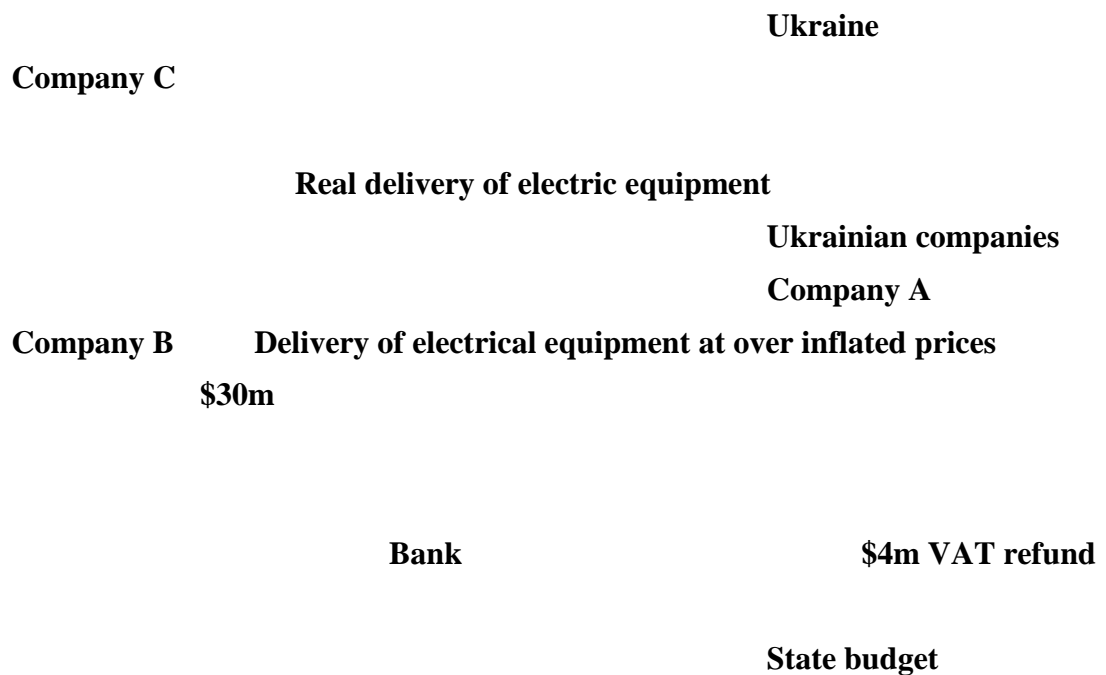 Ukraine
Company C
Real delivery of electric equipment
Ukrainian companies
Company A
Company B Delivery of electrical equipment at over inflated prices
$30m
Bank $4m VAT refund
State budget